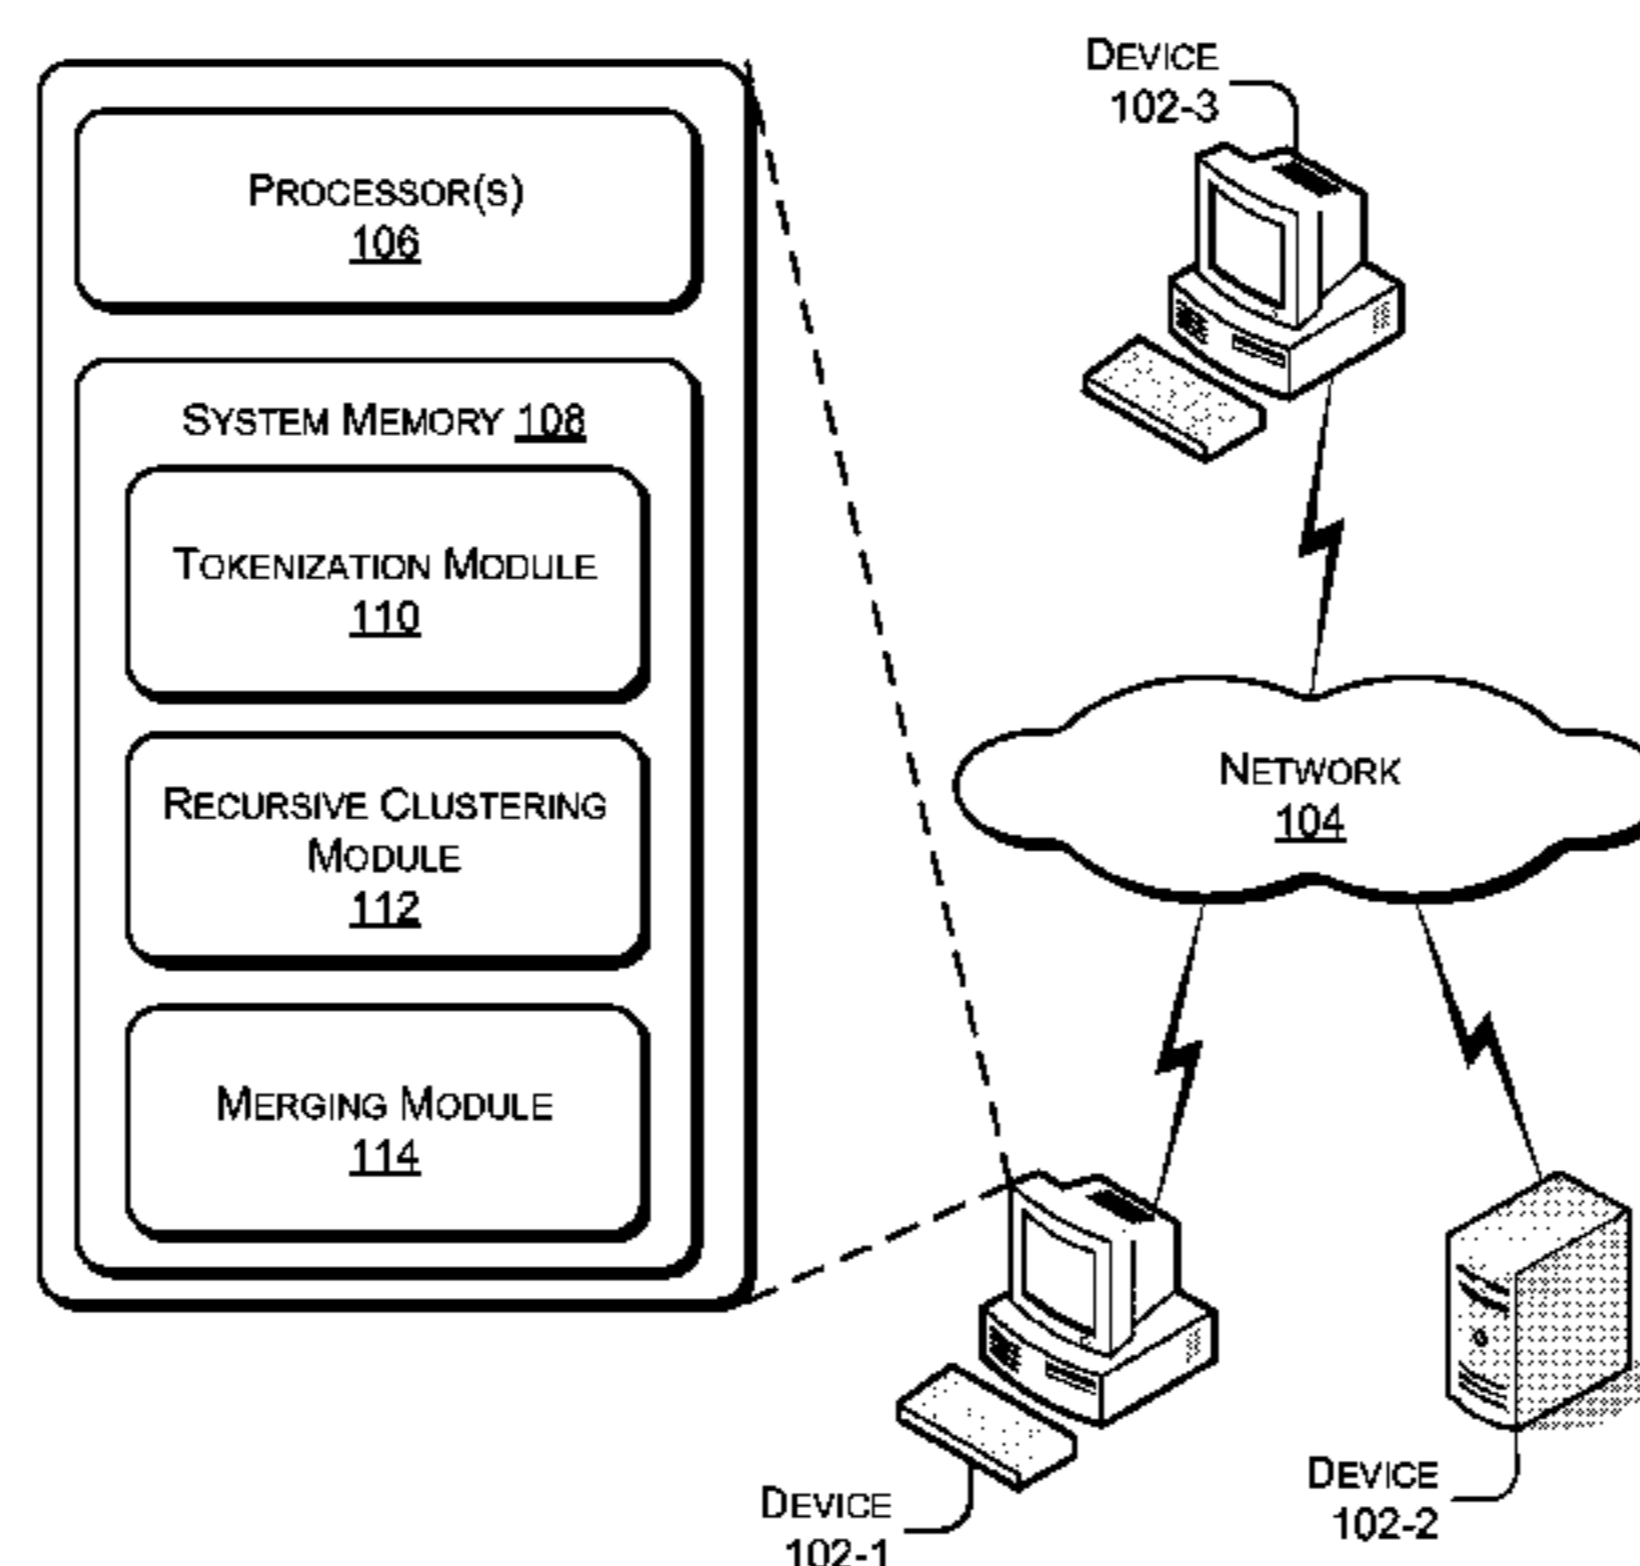 PROCESSOR(S)
106
SYSTEM MEMORY 108
TOKENIZATION MODULE
110
RECURSIVE CLUSTERING
MODULE
112
MERGING MODULE
114
DEVICE
102-3
NETWORK
104
DEVICE
102-1
DEVICE
102-2